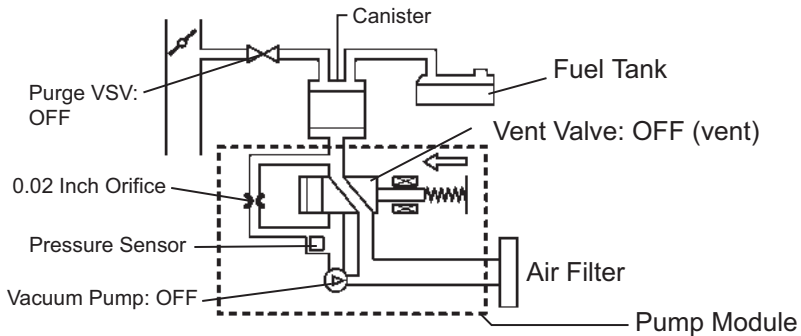 Canister
Fuel Tank
Purge VSV:
OFF
Vent Valve: OFF (vent)
0.02 Inch Orifice
Pressure Sensor
Air Filter
Vacuum Pump: OFF
Pump Module